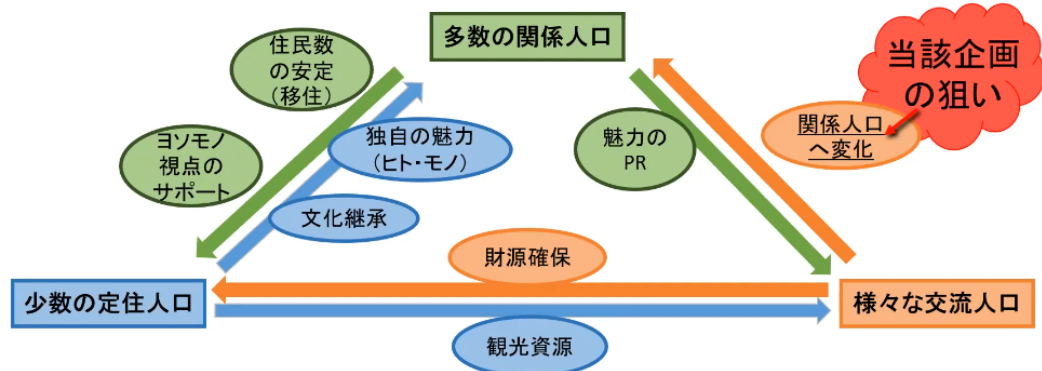 多数の関係人口
住民数
の安定
(移住)
当該企画
の狙い
独自の魅力
(ヒト・モノ)
魅力の
PR
関係人口
へ変化
ヨソモノ
視点の
サポート
文化継承
財源確保
少数の定住人口
様々な交流人口
観光資源